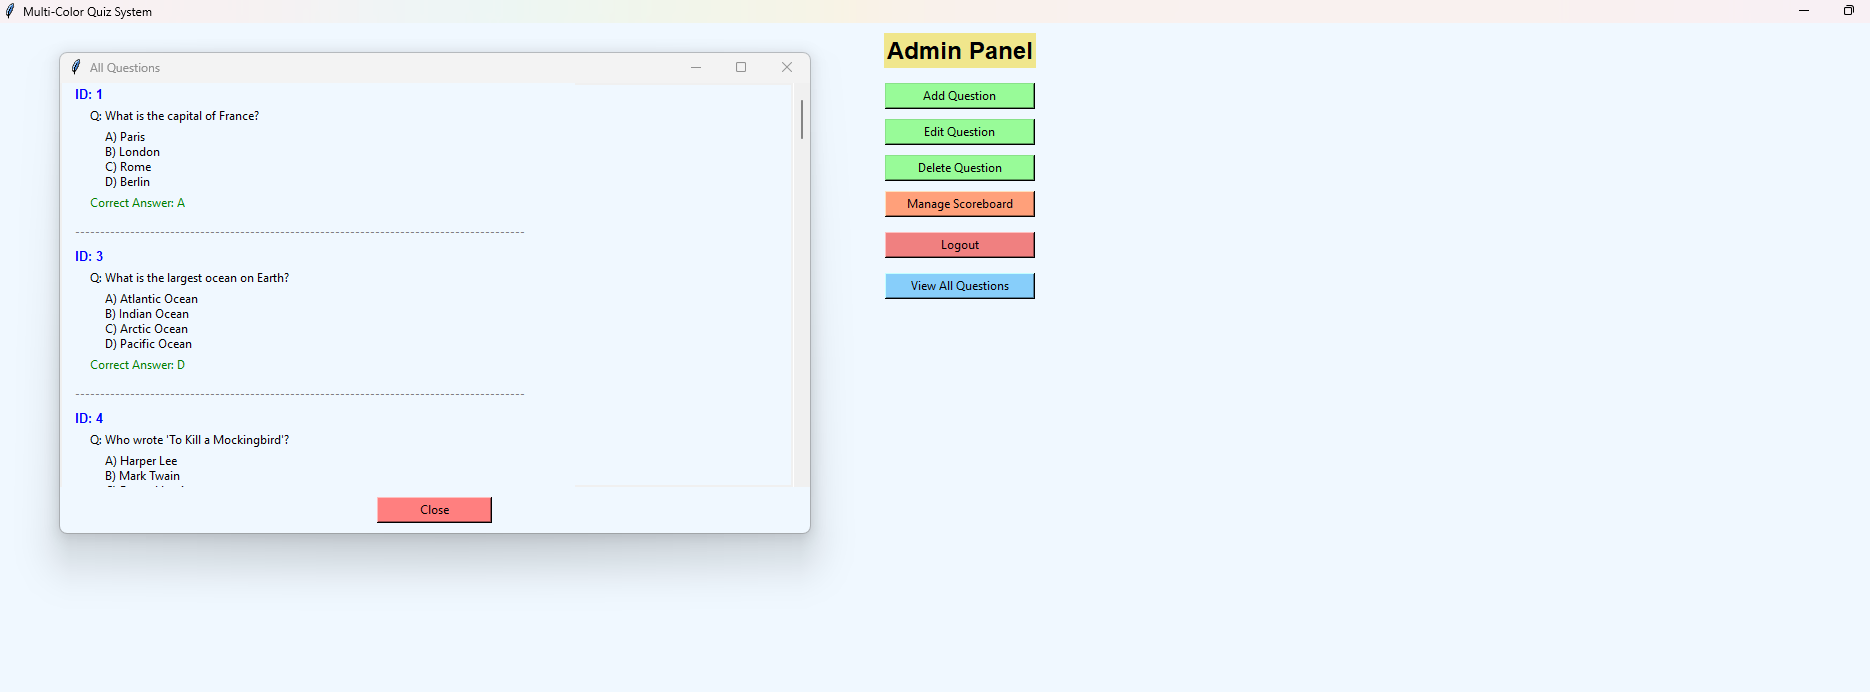 Multi-Color Quiz System
All Questions
ID: 1
Q: What is the capital of France?
A) Paris
B) London
C) Rome
D) Berlin
Correct Answer: A
--------------------------------------------------------------------------------
ID: 3
Q: What is the largest ocean on Earth?
A) Atlantic Ocean
B) Indian Ocean
C) Arctic Ocean
D) Pacific Ocean
Correct Answer: D
--------------------------------------------------------------------------------
ID: 4
Q: Who wrote 'To Kill a Mockingbird'?
A) Harper Lee
B) Mark Twain
Close
Admin Panel
Add Question
Edit Question
Delete Question
Manage Scoreboard
Logout
View All Questions